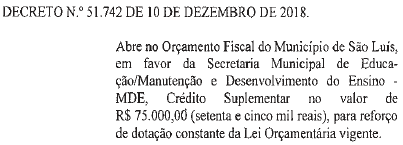 DECRETO N.º 51.742 DE 10 DE DEZEMBRO DE 2018.
Abre no Orçamento Fiscal do Município de São Luís,
em favor da Secretaria Municipal de Educa-
ção/Manutenção e Desenvolvimento do Ensino -
MDE, Crédito Suplementar no valor de
R$ 75.000,00 (setenta e cinco mil reais), para reforço
de dotação constante da Lei Orçamentária vigente.